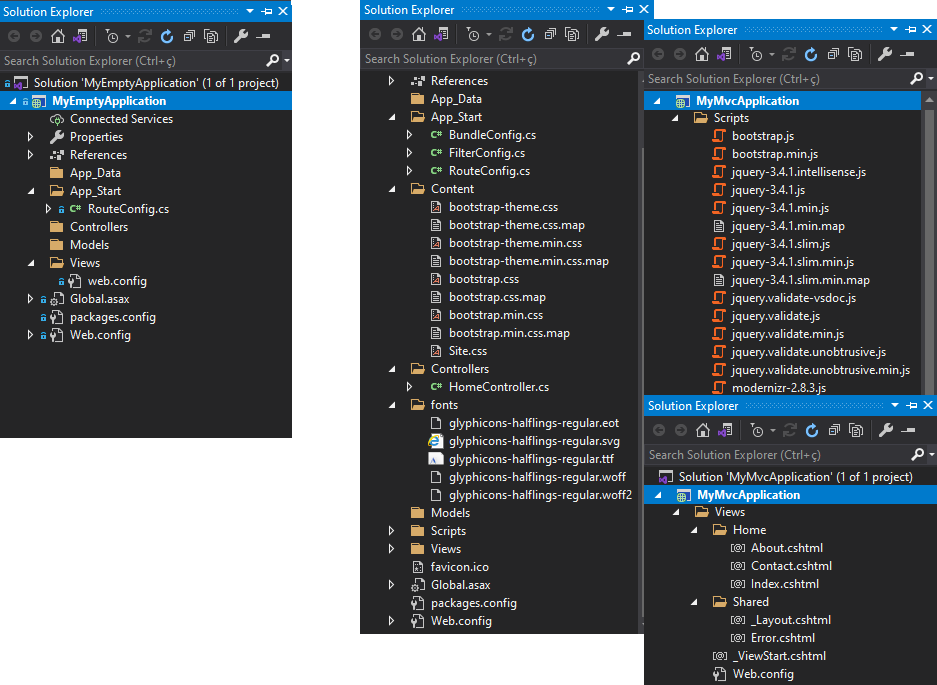 Solution Explorer
Search Solution Explorer (Ctrl+ç)
Solution 'MyEmptyApplication' (1 of 1 project)
MyEmptyApplication
Connected Services
Properties
References
App_Data
App_Start
C# RouteConfig.cs
Controllers
Models
Views
web.config
Global.asax
packages.config
Web.config
Solution Explorer
Search Solution Explorer (Ctrl+ç)
References
App_Data
App_Start
C# BundleConfig.cs
C# FilterConfig.cs
C# RouteConfig.cs
Content
bootstrap-theme.css
bootstrap-theme.css.map
bootstrap-theme.min.css
bootstrap-theme.min.css.map
bootstrap.css
bootstrap.css.map
bootstrap.min.css
bootstrap.min.css.map
Site.css
Controllers
C# HomeController.cs
fonts
glyphicons-halflings-regular.eot
glyphicons-halflings-regular.svg
glyphicons-halflings-regular.ttf
glyphicons-halflings-regular.woff
glyphicons-halflings-regular.woff2
Models
Scripts
Views
favicon.ico
Global.asax
packages.config
Web.config
Solution Explorer
Search Solution Explorer (Ctrl+ç)
MyMvcApplication
Scripts
bootstrap.js
bootstrap.min.js
jquery-3.4.1.intellisense.js
jquery-3.4.1.js
jquery-3.4.1.min.js
jquery-3.4.1.min.map
jquery-3.4.1.slim.js
jquery-3.4.1.slim.min.js
jquery-3.4.1.slim.min.map
jquery.validate-vsdoc.js
jquery.validate.js
jquery.validate.min.js
jquery.validate.unobtrusive.js
jquery.validate.unobtrusive.min.js
modernizr-2.8.3.js
Solution Explorer
Search Solution Explorer (Ctrl+ç)
Solution 'MyMvcApplication' (1 of 1 project)
MyMvcApplication
Views
Home
[@] About.cshtml
[@] Contact.cshtml
[@] Index.cshtml
Shared
[@] _Layout.cshtml
[@] Error.cshtml
[@] _ViewStart.cshtml
Web.config